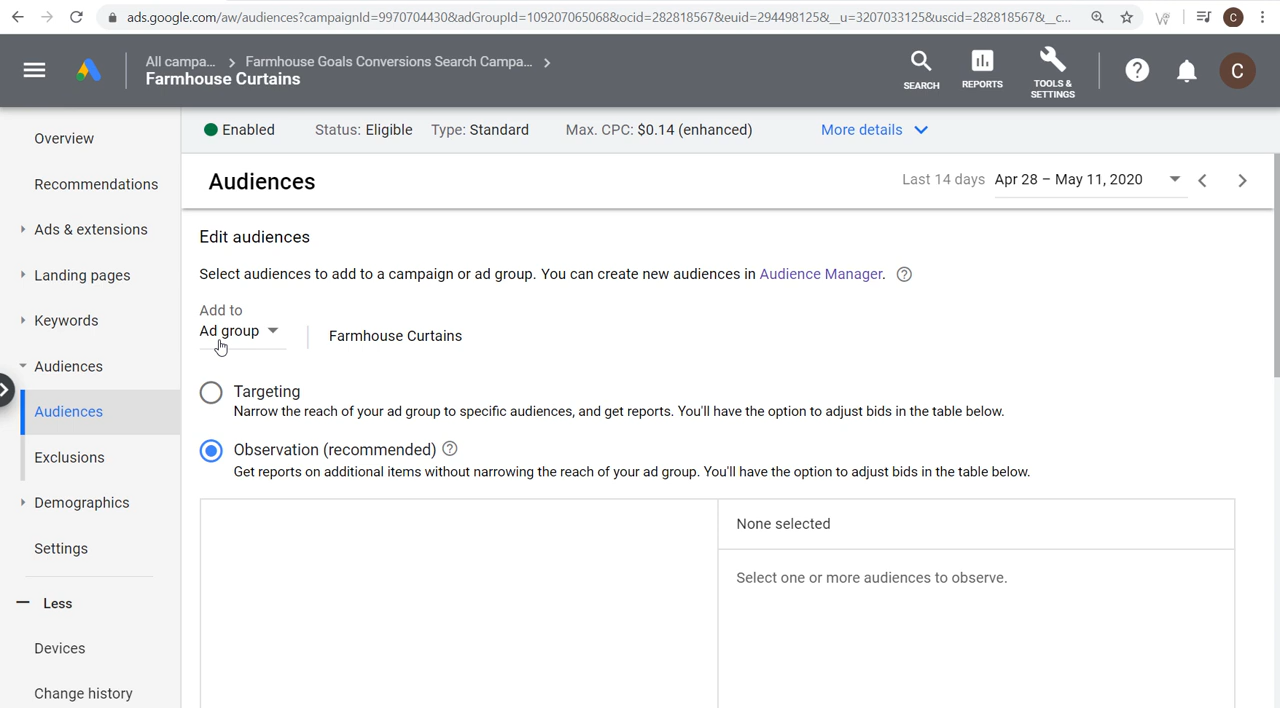 ads.google.com/aw/audiences?campaignId=9970704430&adGroupId=109207065068&ocid=282818567&euid=294498125&__u=3207033125&uscid=282818567&__c...
C
All campa... > Farmhouse Goals Conversions Search Campa... >
Farmhouse Curtains
SEARCH
REPORTS
TOOLS &
SETTINGS
C
Overview
Recommendations
Ads & extensions
Landing pages
Keywords
Audiences
Audiences
Exclusions
Demographics
Settings
Less
Devices
Change history
Enabled Status: Eligible Type: Standard Max. CPC: $0.14 (enhanced) More details
Audiences
Last 14 days Apr 28 – May 11, 2020
Edit audiences
Select audiences to add to a campaign or ad group. You can create new audiences in Audience Manager. ?
Add to
Ad group
Farmhouse Curtains
Targeting
Narrow the reach of your ad group to specific audiences, and get reports. You'll have the option to adjust bids in the table below.
Observation (recommended) ?
Get reports on additional items without narrowing the reach of your ad group. You'll have the option to adjust bids in the table below.
None selected
Select one or more audiences to observe.